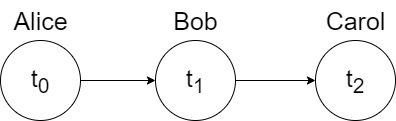 Alice Bob Carol
t₀ t₁ t₂